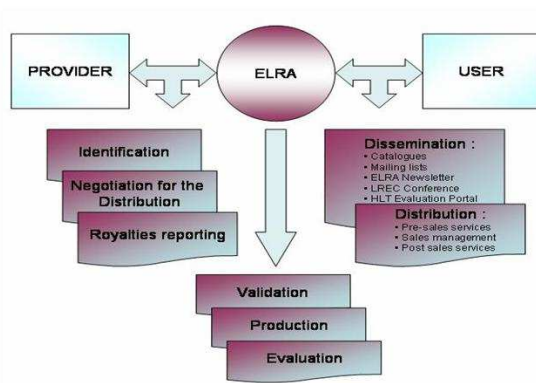 PROVIDER
ELRA
USER
Identification
Negotiation for the
Distribution
Royalties reporting
Dissemination :
• Catalogues
• Mailing lists
• ELRA Newsletter
• LREC Conference
• HLT Evaluation Portal
Distribution :
• Pre-sales services
• Sales management
• Post sales services
Validation
Production
Evaluation